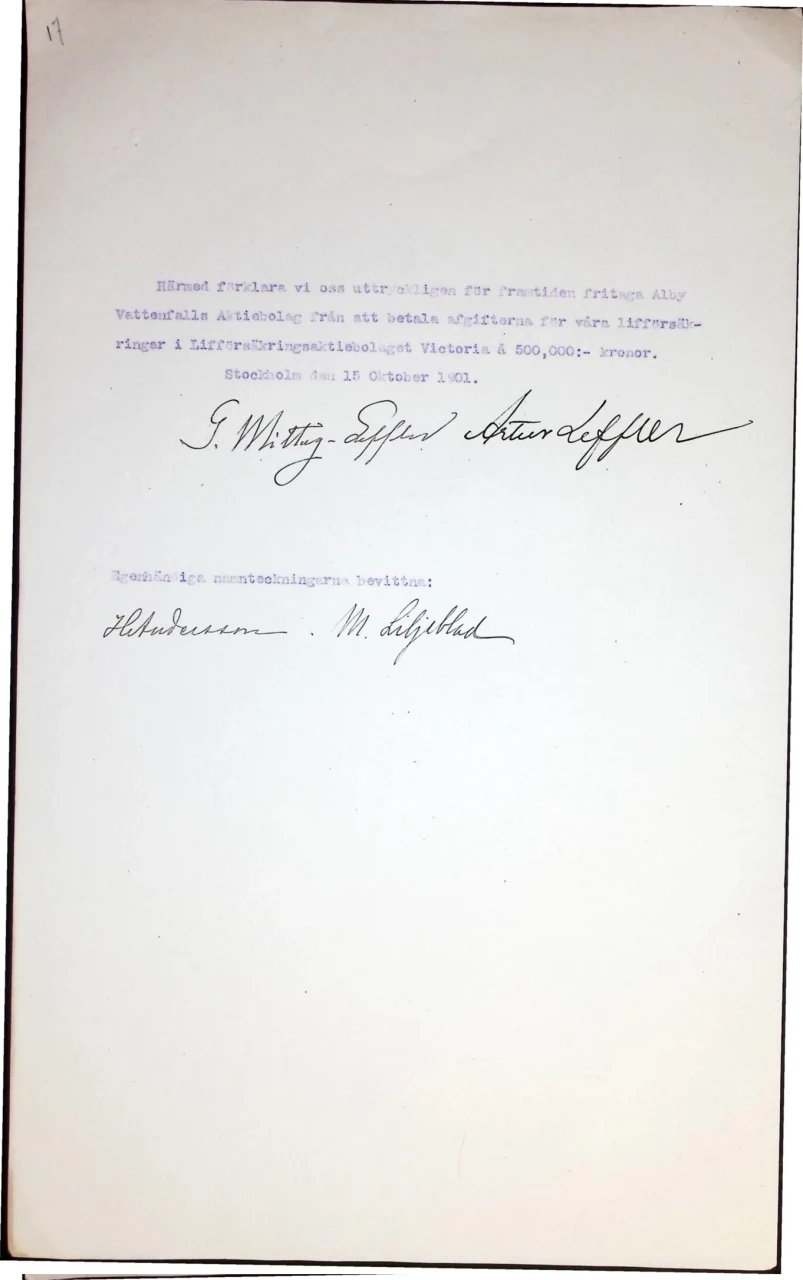 17
Härmed förklara vi oss uttryckligen för framtiden fritaga Alby
Vattenfalls Aktiebolag från att betala afgifterna för våra lifförsäk-
ringar i Lifförsäkringsaktiebolaget Victoria å 500,000:- kronor.
Stockholm den 15 Oktober 1901.
G. Mittag-Leffler Artur Leffler
Egenhändiga namnteckningarna bevittna:
H Andersson . M. Liljeblad